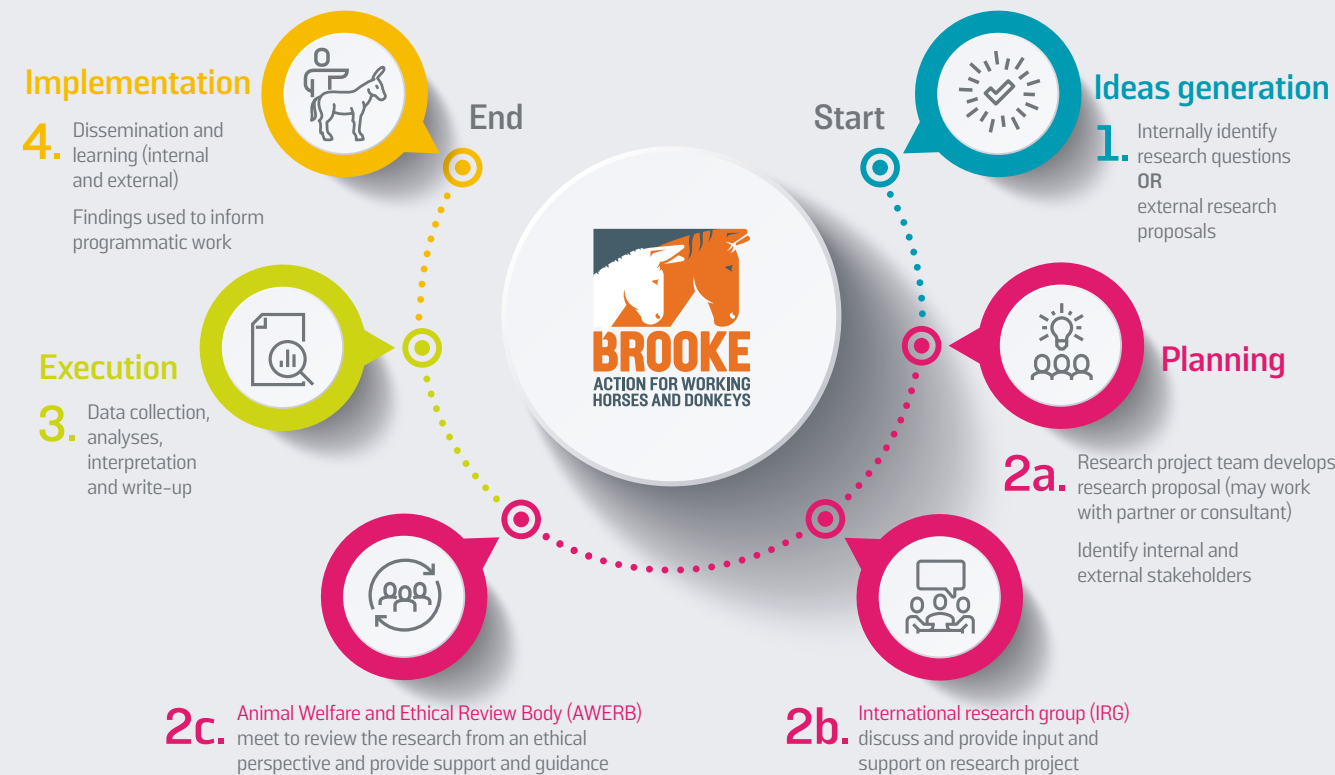 Start
Ideas generation
1. Internally identify
research questions
OR
external research
proposals
Planning
2a. Research project team develops
research proposal (may work
with partner or consultant)
Identify internal and
external stakeholders
2b. International research group (IRG)
discuss and provide input and
support on research project
2c. Animal Welfare and Ethical Review Body (AWERB)
meet to review the research from an ethical
perspective and provide support and guidance
Execution
3. Data collection,
analyses,
interpretation
and write-up
Implementation
4. Dissemination and
learning (internal
and external)
Findings used to inform
programmatic work
End
BROOKE
ACTION FOR WORKING
HORSES AND DONKEYS